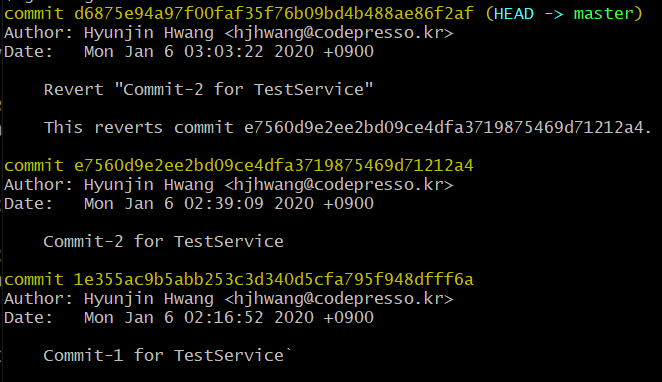 commit d6875e94a97f00faf35f76b09bd4b488ae86f2af (HEAD -> master)
Author: Hyunjin Hwang <hjhwang@codepresso.kr>
Date:   Mon Jan 6 03:03:22 2020 +0900
    Revert "Commit-2 for TestService"
    This reverts commit e7560d9e2ee2bd09ce4dfa3719875469d71212a4.
commit e7560d9e2ee2bd09ce4dfa3719875469d71212a4
Author: Hyunjin Hwang <hjhwang@codepresso.kr>
Date:   Mon Jan 6 02:39:09 2020 +0900
    Commit-2 for TestService
commit 1e355ac9b5abb253c3d340d5cfa795f948dfff6a
Author: Hyunjin Hwang <hjhwang@codepresso.kr>
Date:   Mon Jan 6 02:16:52 2020 +0900
    Commit-1 for TestService`